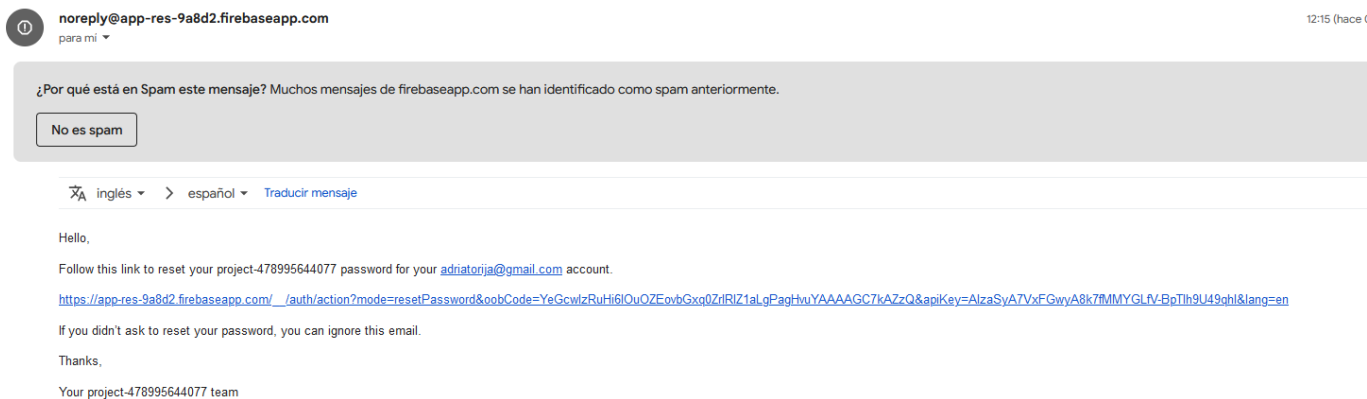 noreply@app-res-9a8d2.firebaseapp.com
12:15 (hace
para mí
¿Por qué está en Spam este mensaje? Muchos mensajes de firebaseapp.com se han identificado como spam anteriormente.
No es spam
inglés > español Traducir mensaje
Hello,
Follow this link to reset your project-478995644077 password for your adriatorija@gmail.com account.
https://app-res-9a8d2.firebaseapp.com/__/auth/action?mode=resetPassword&oobCode=YeGcwlzRuHi6lOuOZEovbGxq0ZrlRlZ1aLgPagHvuYAAAAGC7kAZzQ&apiKey=AIzaSyA7VxFGwyA8k7fMMYGLfV-BpTlh9U49qhI&lang=en
If you didn't ask to reset your password, you can ignore this email.
Thanks,
Your project-478995644077 team